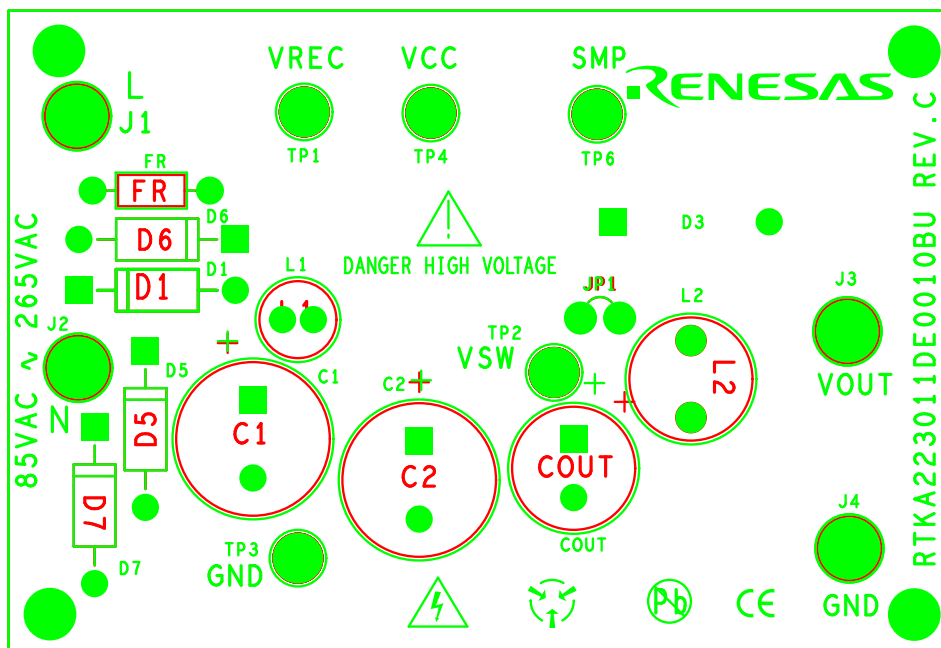 VREC
VCC
SMP
RENESAS
L
J1
TP1
TP4
TP6
FR
FR
D6
D6
D3
D1
D1
DANGER HIGH VOLTAGE
85VAC ~ 265VAC
L1
L1
JP1
L2
L2
J3
VOUT
J2
N
TP2
VSW
D5
D5
C1
C1
C2
C2
COUT
COUT
D7
D7
TP3
GND
J4
GND
Pb
CE
RTKA223011DE0010BU REV.C